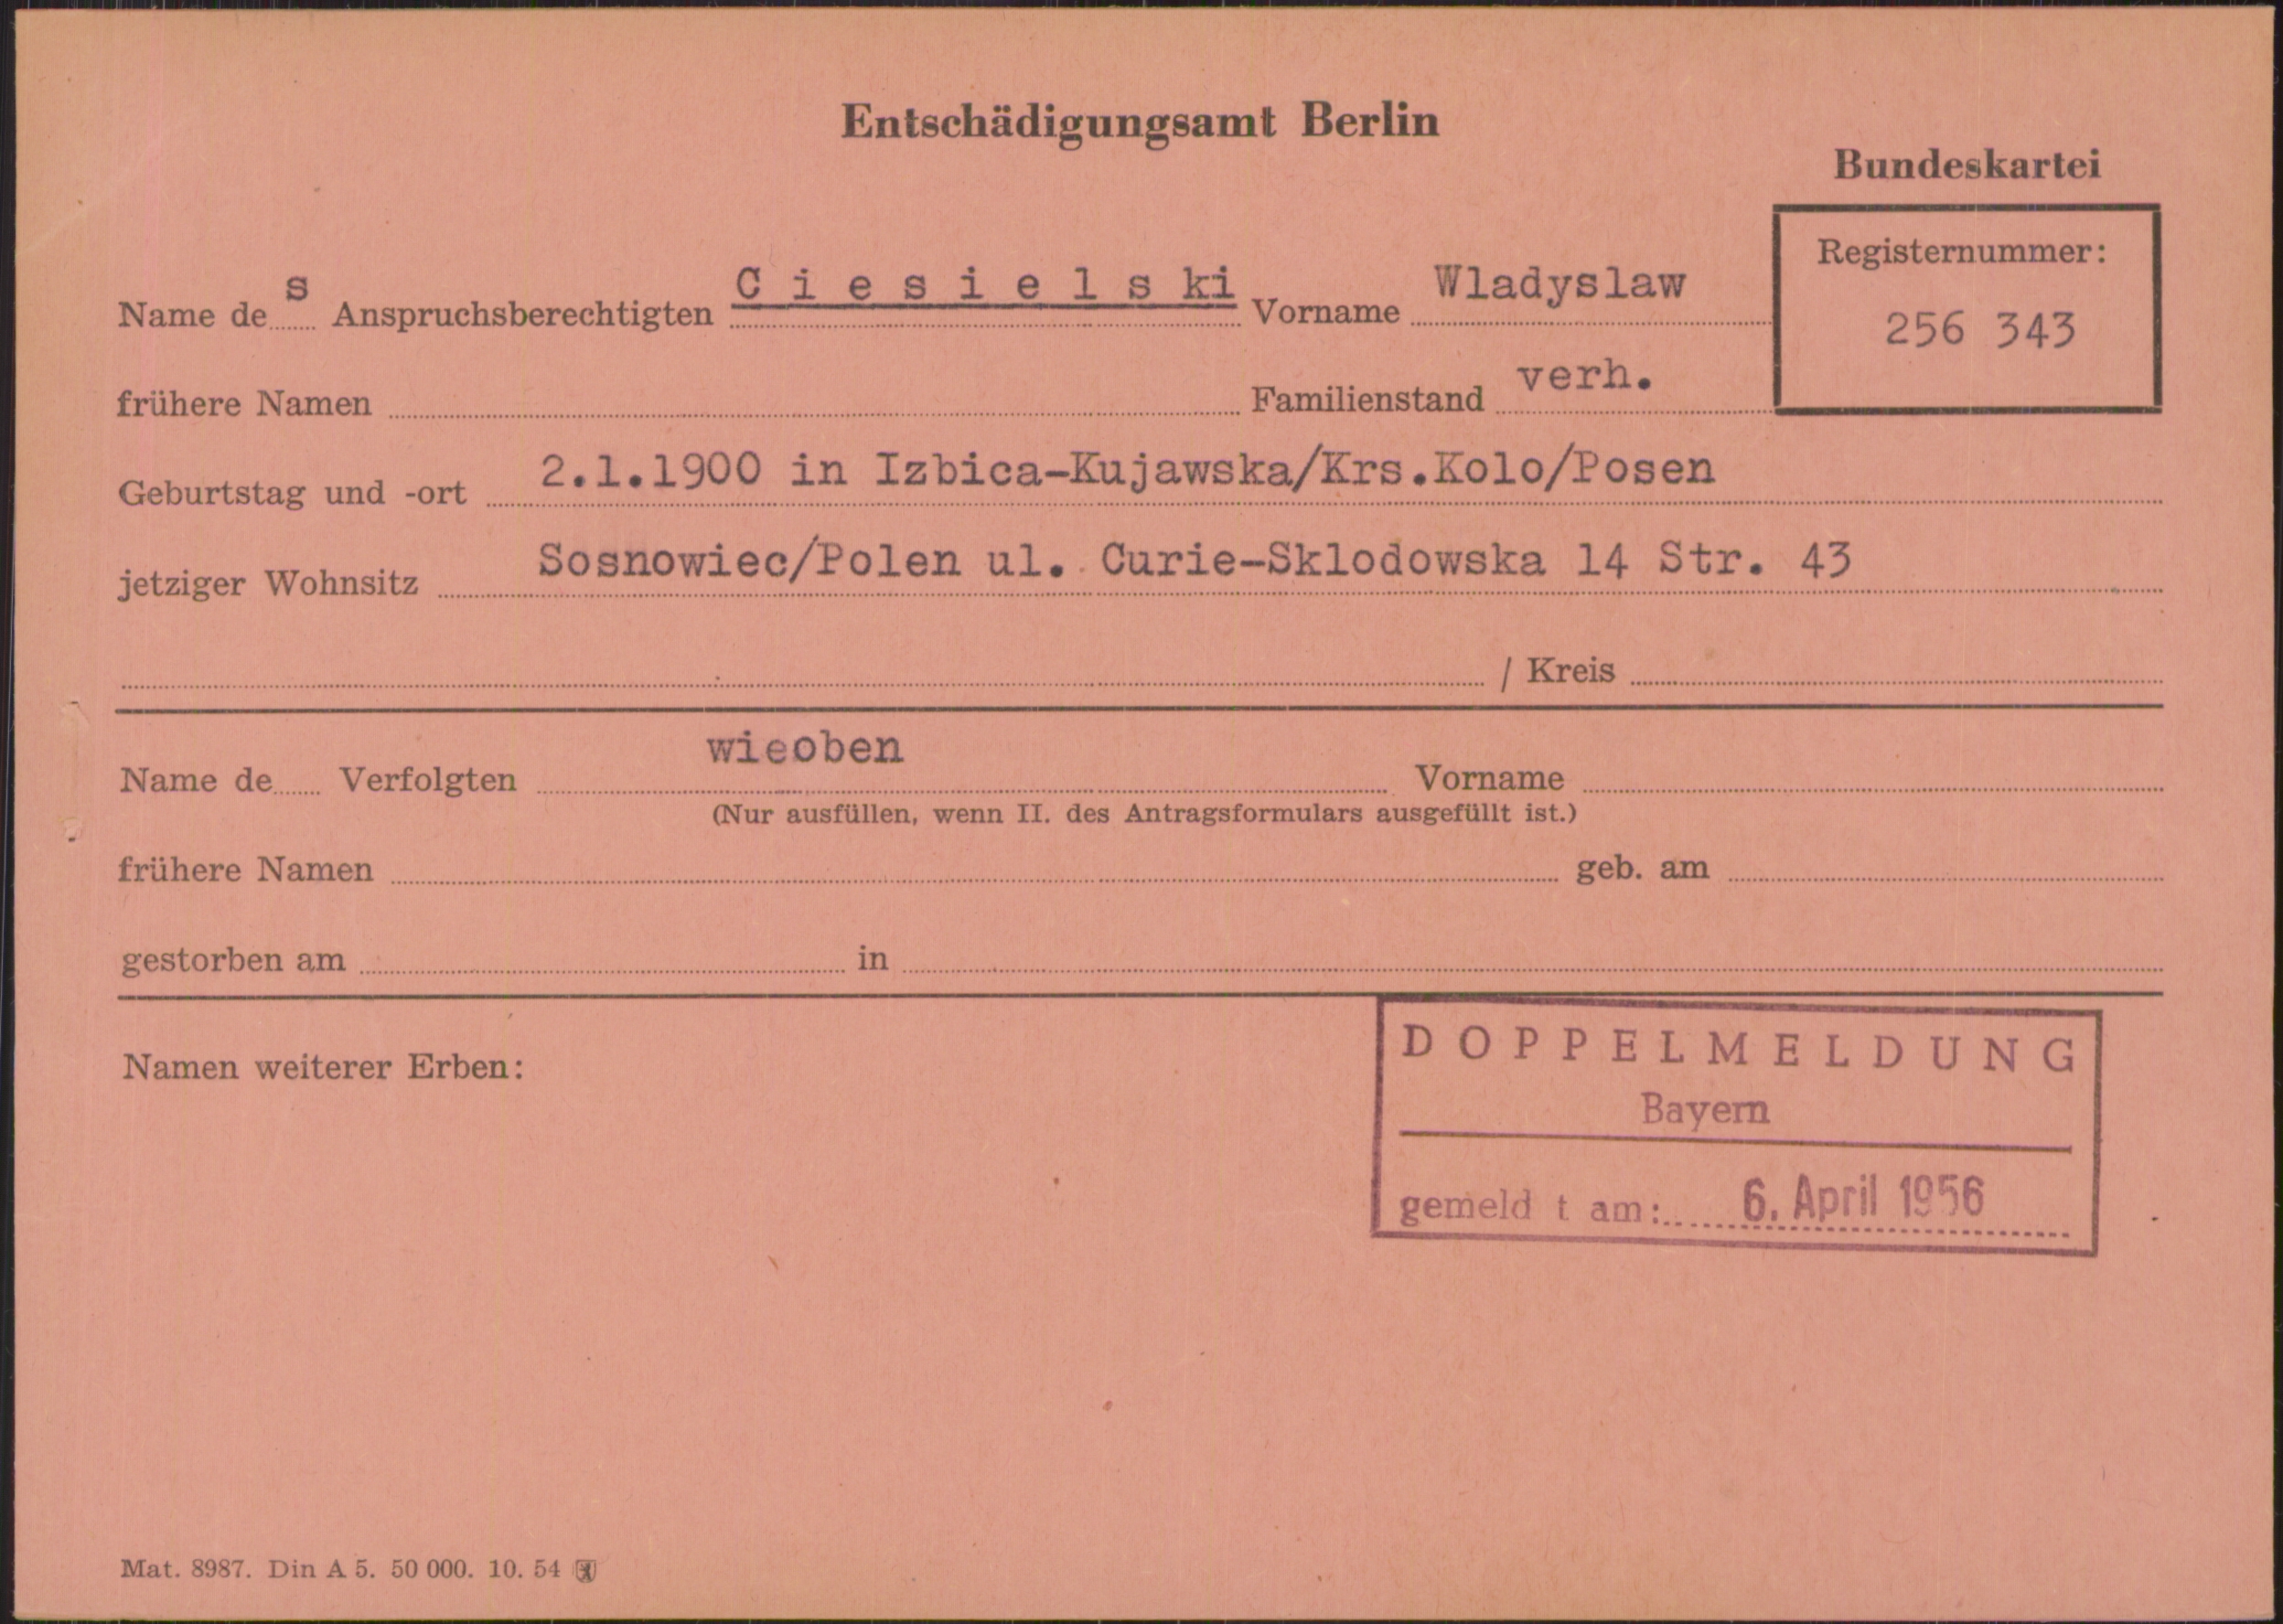 Entschädigungsamt Berlin
Bundeskartei
Registernummer:
256 343
Name des Anspruchsberechtigten Ciesielski Vorname Wladyslaw
frühere Namen Familienstand verh.
Geburtstag und -ort 2.1.1900 in Izbica-Kujawska/Krs.Kolo/Posen
jetziger Wohnsitz Sosnowiec/Polen ul. Curie-Sklodowska 14 Str. 43
/ Kreis
Name de Verfolgten wieoben Vorname
(Nur ausfüllen, wenn II. des Antragsformulars ausgefüllt ist.)
frühere Namen geb. am
gestorben am in
Namen weiterer Erben:
DOPPELMELDUNG
Bayern
gemeld t am: 6. April 1956
Mat. 8987. Din A 5. 50 000. 10. 54